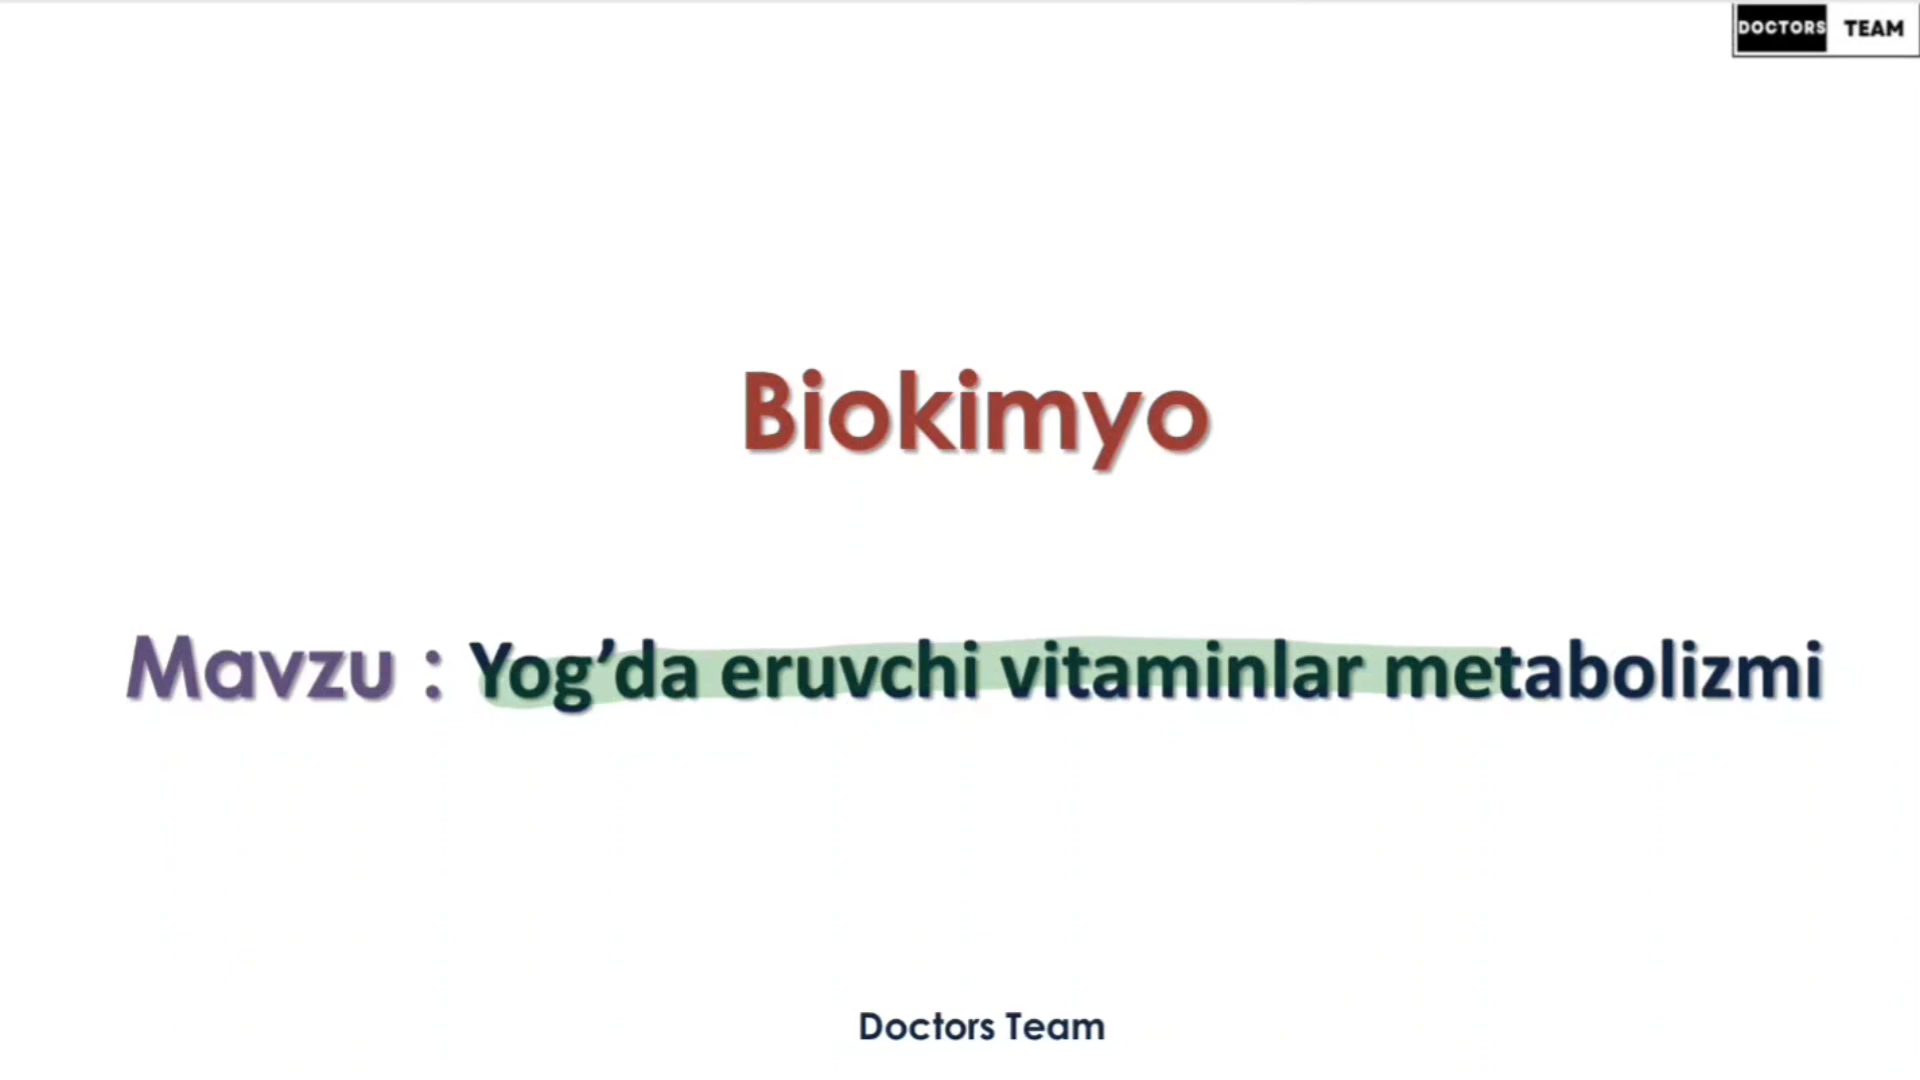 DOCTORS TEAM
Biokimyo
Mavzu : Yog’da eruvchi vitaminlar metabolizmi
Doctors Team